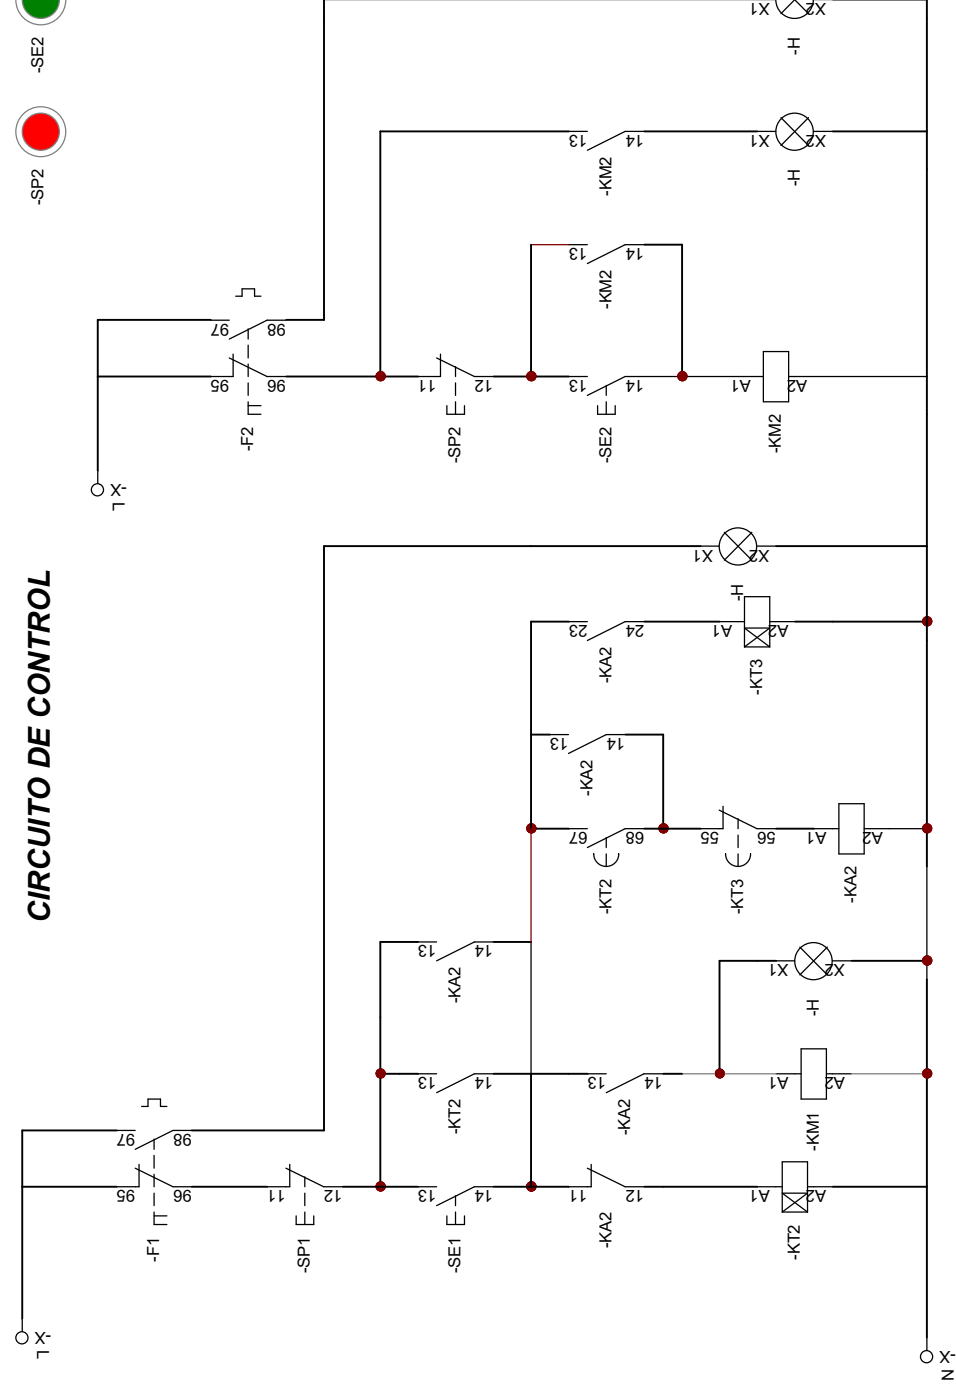 CIRCUITO DE CONTROL
-SE2
-SP2
-X
L
97
98
95
96
-F2
11
12
-SP2
13
14
-KM2
13
14
-KM2
13
14
-SE2
A1
A2
-KM2
X1
X2
-H
X1
X2
-H
X1
X2
-H
23
24
-KA2
A1
A2
-KT3
13
14
-KA2
67
68
-KT2
55
56
-KT3
A1
A2
-KA2
13
14
-KA2
X1
X2
-H
13
14
-KT2
13
14
-KA2
A1
A2
-KM1
97
98
95
96
-F1
11
12
-SP1
13
14
-SE1
11
12
-KA2
A1
A2
-KT2
-X
L
-X
N